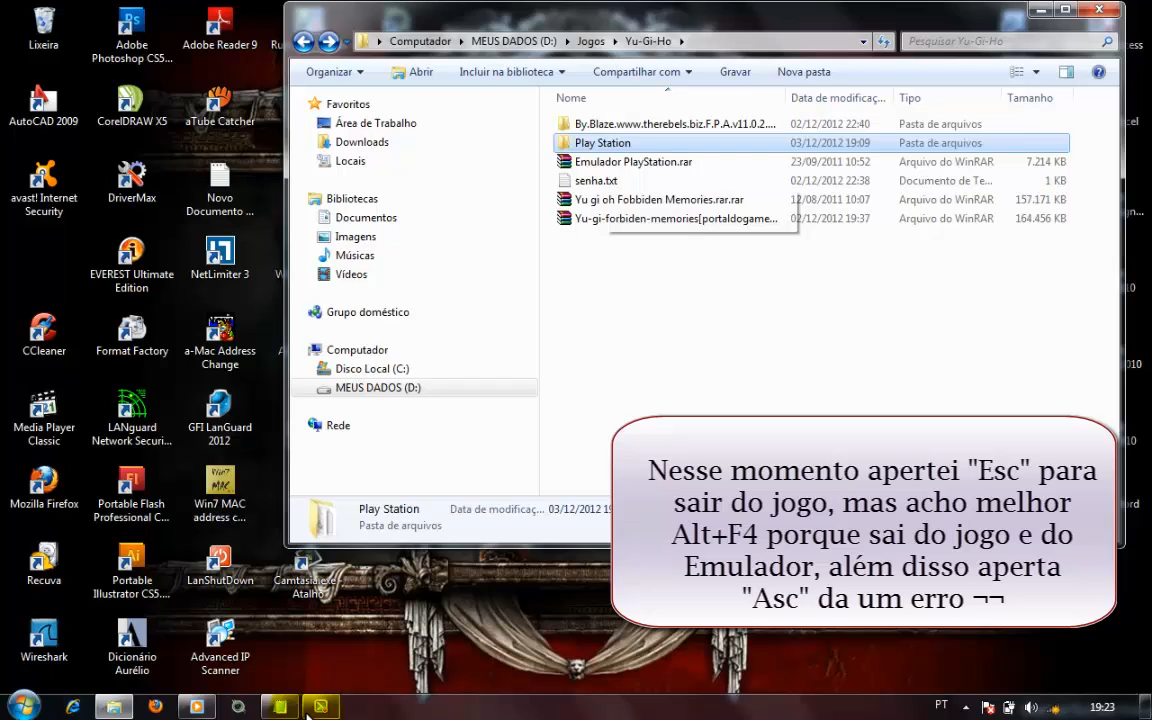 Lixeira
Adobe
Photoshop CS5...
Adobe Reader 9
Ru
AutoCAD 2009
CorelDRAW X5
aTube Catcher
avast! Internet
Security
DriverMax
Novo
Documento ...
EVEREST Ultimate
Edition
NetLimiter 3
CCleaner
Format Factory
a-Mac Address
Change
Media Player
Classic
LANguard
Network Securi...
GFI LanGuard
2012
Mozilla Firefox
Portable Flash
Professional C...
Win7 MAC
address c...
Recuva
Portable
Illustrator CS5...
LanShutDown
Camtasia.exe -
Atalho
Wireshark
Dicionário
Aurélio
Advanced IP
Scanner
Computador
MEUS DADOS (D:)
Jogos
Yu-Gi-Ho
Pesquisar Yu-Gi-Ho
Organizar
Abrir
Incluir na biblioteca
Compartilhar com
Gravar
Nova pasta
Favoritos
Área de Trabalho
Downloads
Locais
Bibliotecas
Documentos
Imagens
Músicas
Vídeos
Grupo doméstico
Computador
Disco Local (C:)
MEUS DADOS (D:)
Rede
Nome Data de modificaç... Tipo Tamanho
By.Blaze.www.therebels.biz.F.P.A.v11.0.2.... 02/12/2012 22:40 Pasta de arquivos
Play Station 03/12/2012 19:09 Pasta de arquivos
Emulador PlayStation.rar 23/09/2011 10:52 Arquivo do WinRAR 7.214 KB
senha.txt 02/12/2012 22:38 Documento de Te... 1 KB
Yu gi oh Fobbiden Memories.rar.rar 12/08/2011 10:07 Arquivo do WinRAR 157.171 KB
Yu-gi-forbiden-memories[portaldogame... 02/12/2012 19:37 Arquivo do WinRAR 164.456 KB
Play Station Data de modificaç... 03/12/2012 19
Pasta de arquivos
Nesse momento apertei "Esc" para
sair do jogo, mas acho melhor
Alt+F4 porque sai do jogo e do
Emulador, além disso aperta
"Asc" da um erro ¬¬
PT
19:23